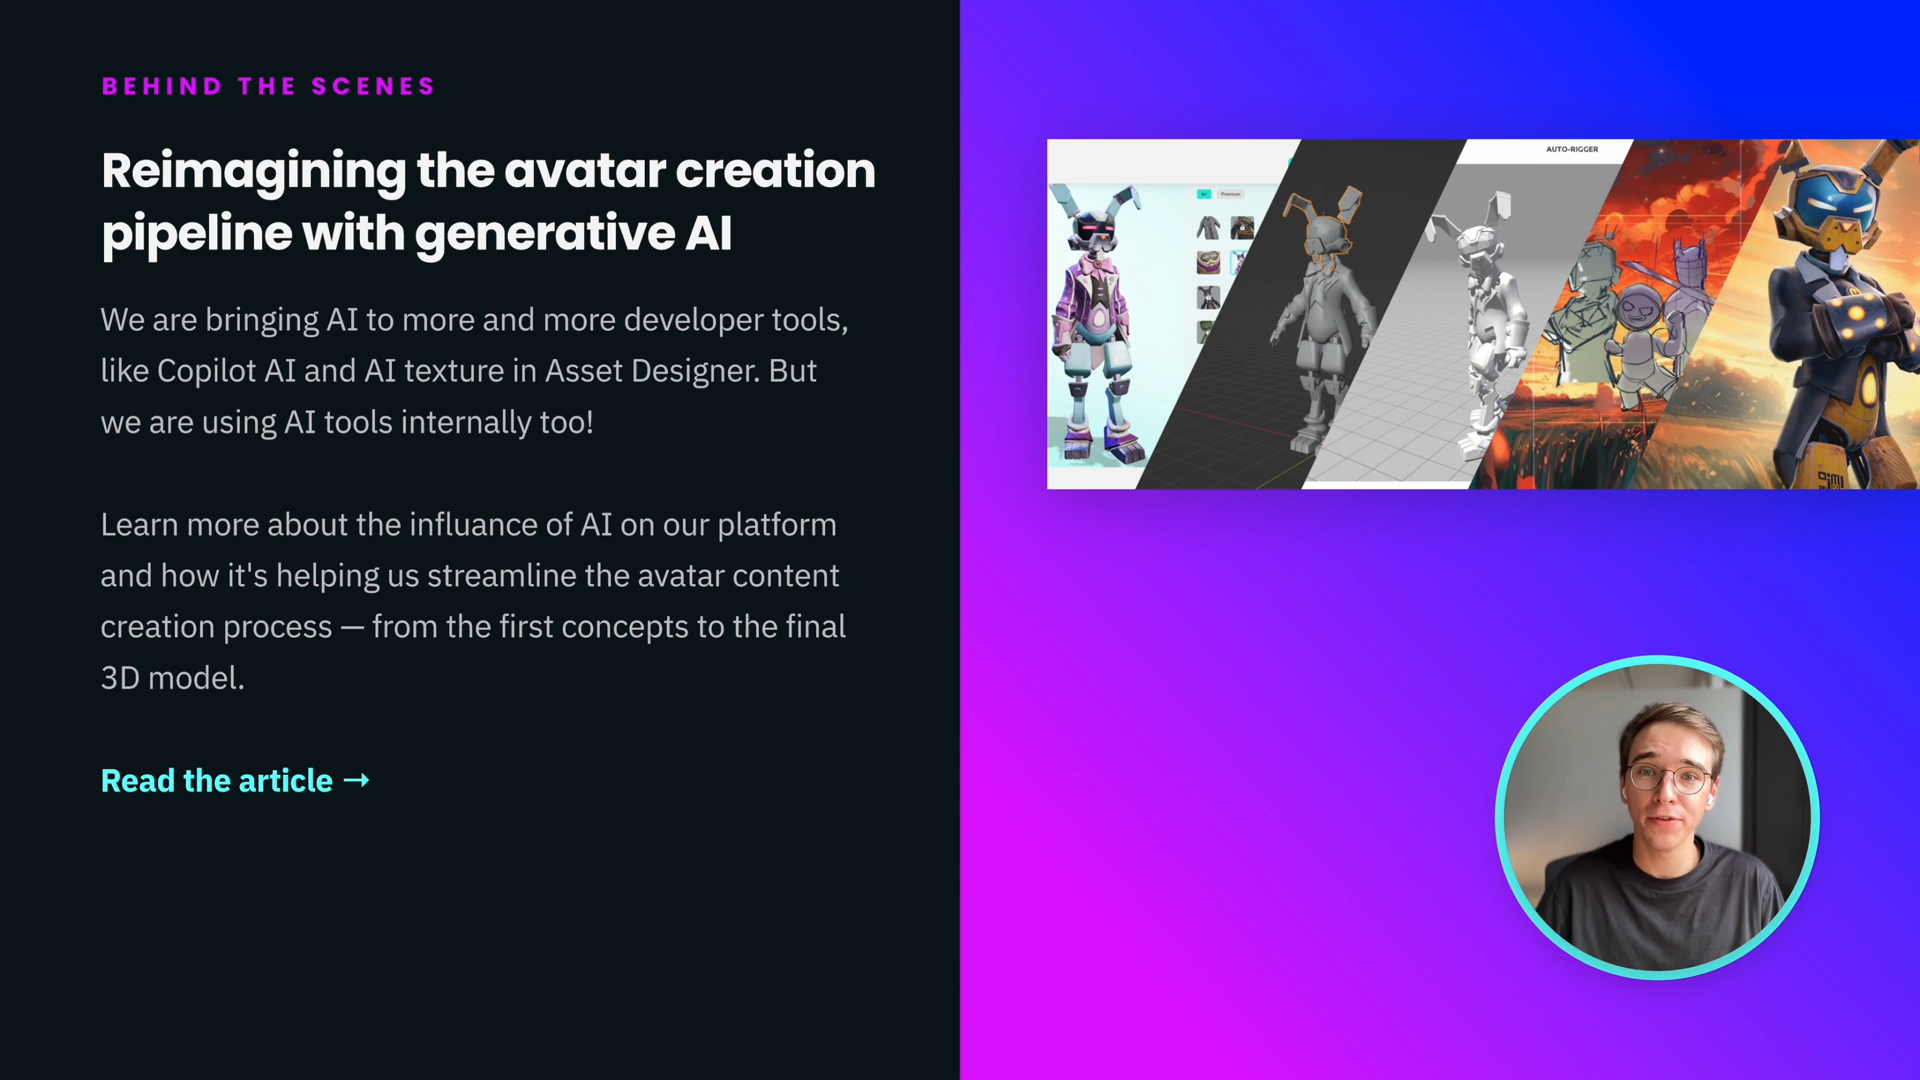 BEHIND THE SCENES
Reimagining the avatar creation
pipeline with generative AI
We are bringing AI to more and more developer tools,
like Copilot AI and AI texture in Asset Designer. But
we are using AI tools internally too!
Learn more about the influance of AI on our platform
and how it's helping us streamline the avatar content
creation process — from the first concepts to the final
3D model.
Read the article →
AUTO-RIGGER
All Premium